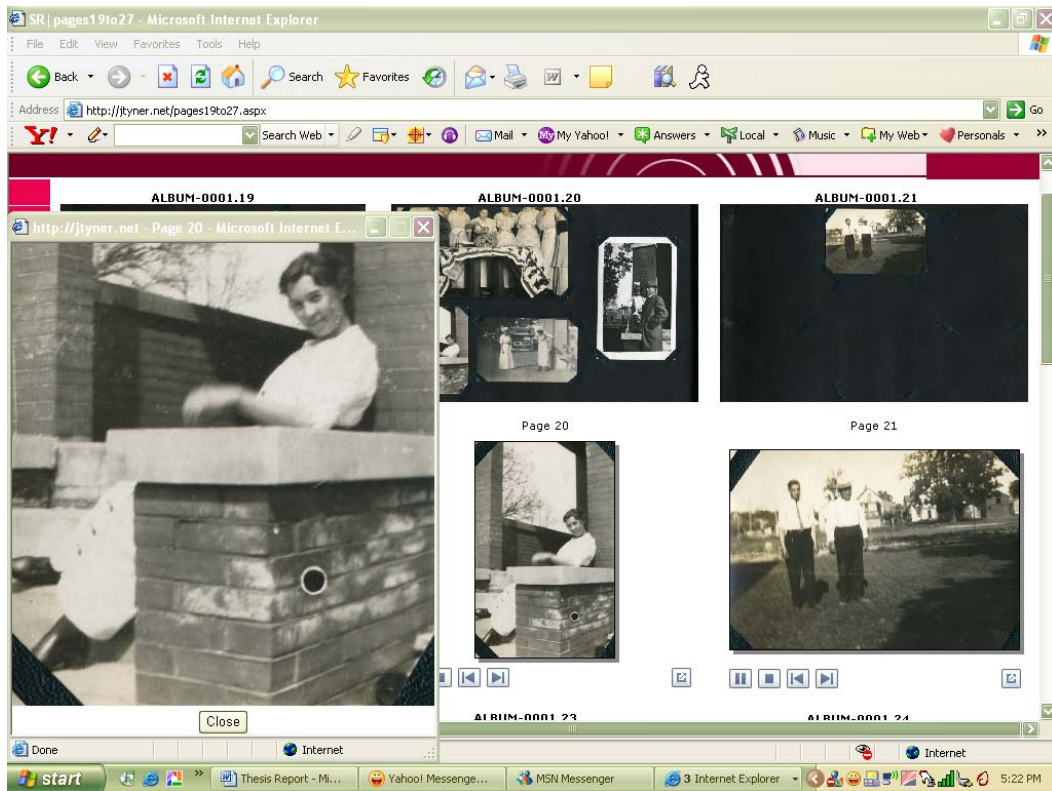 SR | pages19to27 - Microsoft Internet Explorer
File Edit View Favorites Tools Help
Back Search Favorites
Address http://jtyner.net/pages19to27.aspx Go
Y! Search Web Mail My Yahoo! Answers Local Music My Web Personals »
ALBUM-0001.19 ALBUM-0001.20 ALBUM-0001.21
http://jtyner.net - Page 20 - Microsoft Internet E...
Page 20 Page 21
ALBUM-0001.23 ALBUM-0001.24
Close
Done Internet
Internet
start » Thesis Report - Mi... Yahoo! Messenge... MSN Messenger 3 Internet Explorer 5:22 PM